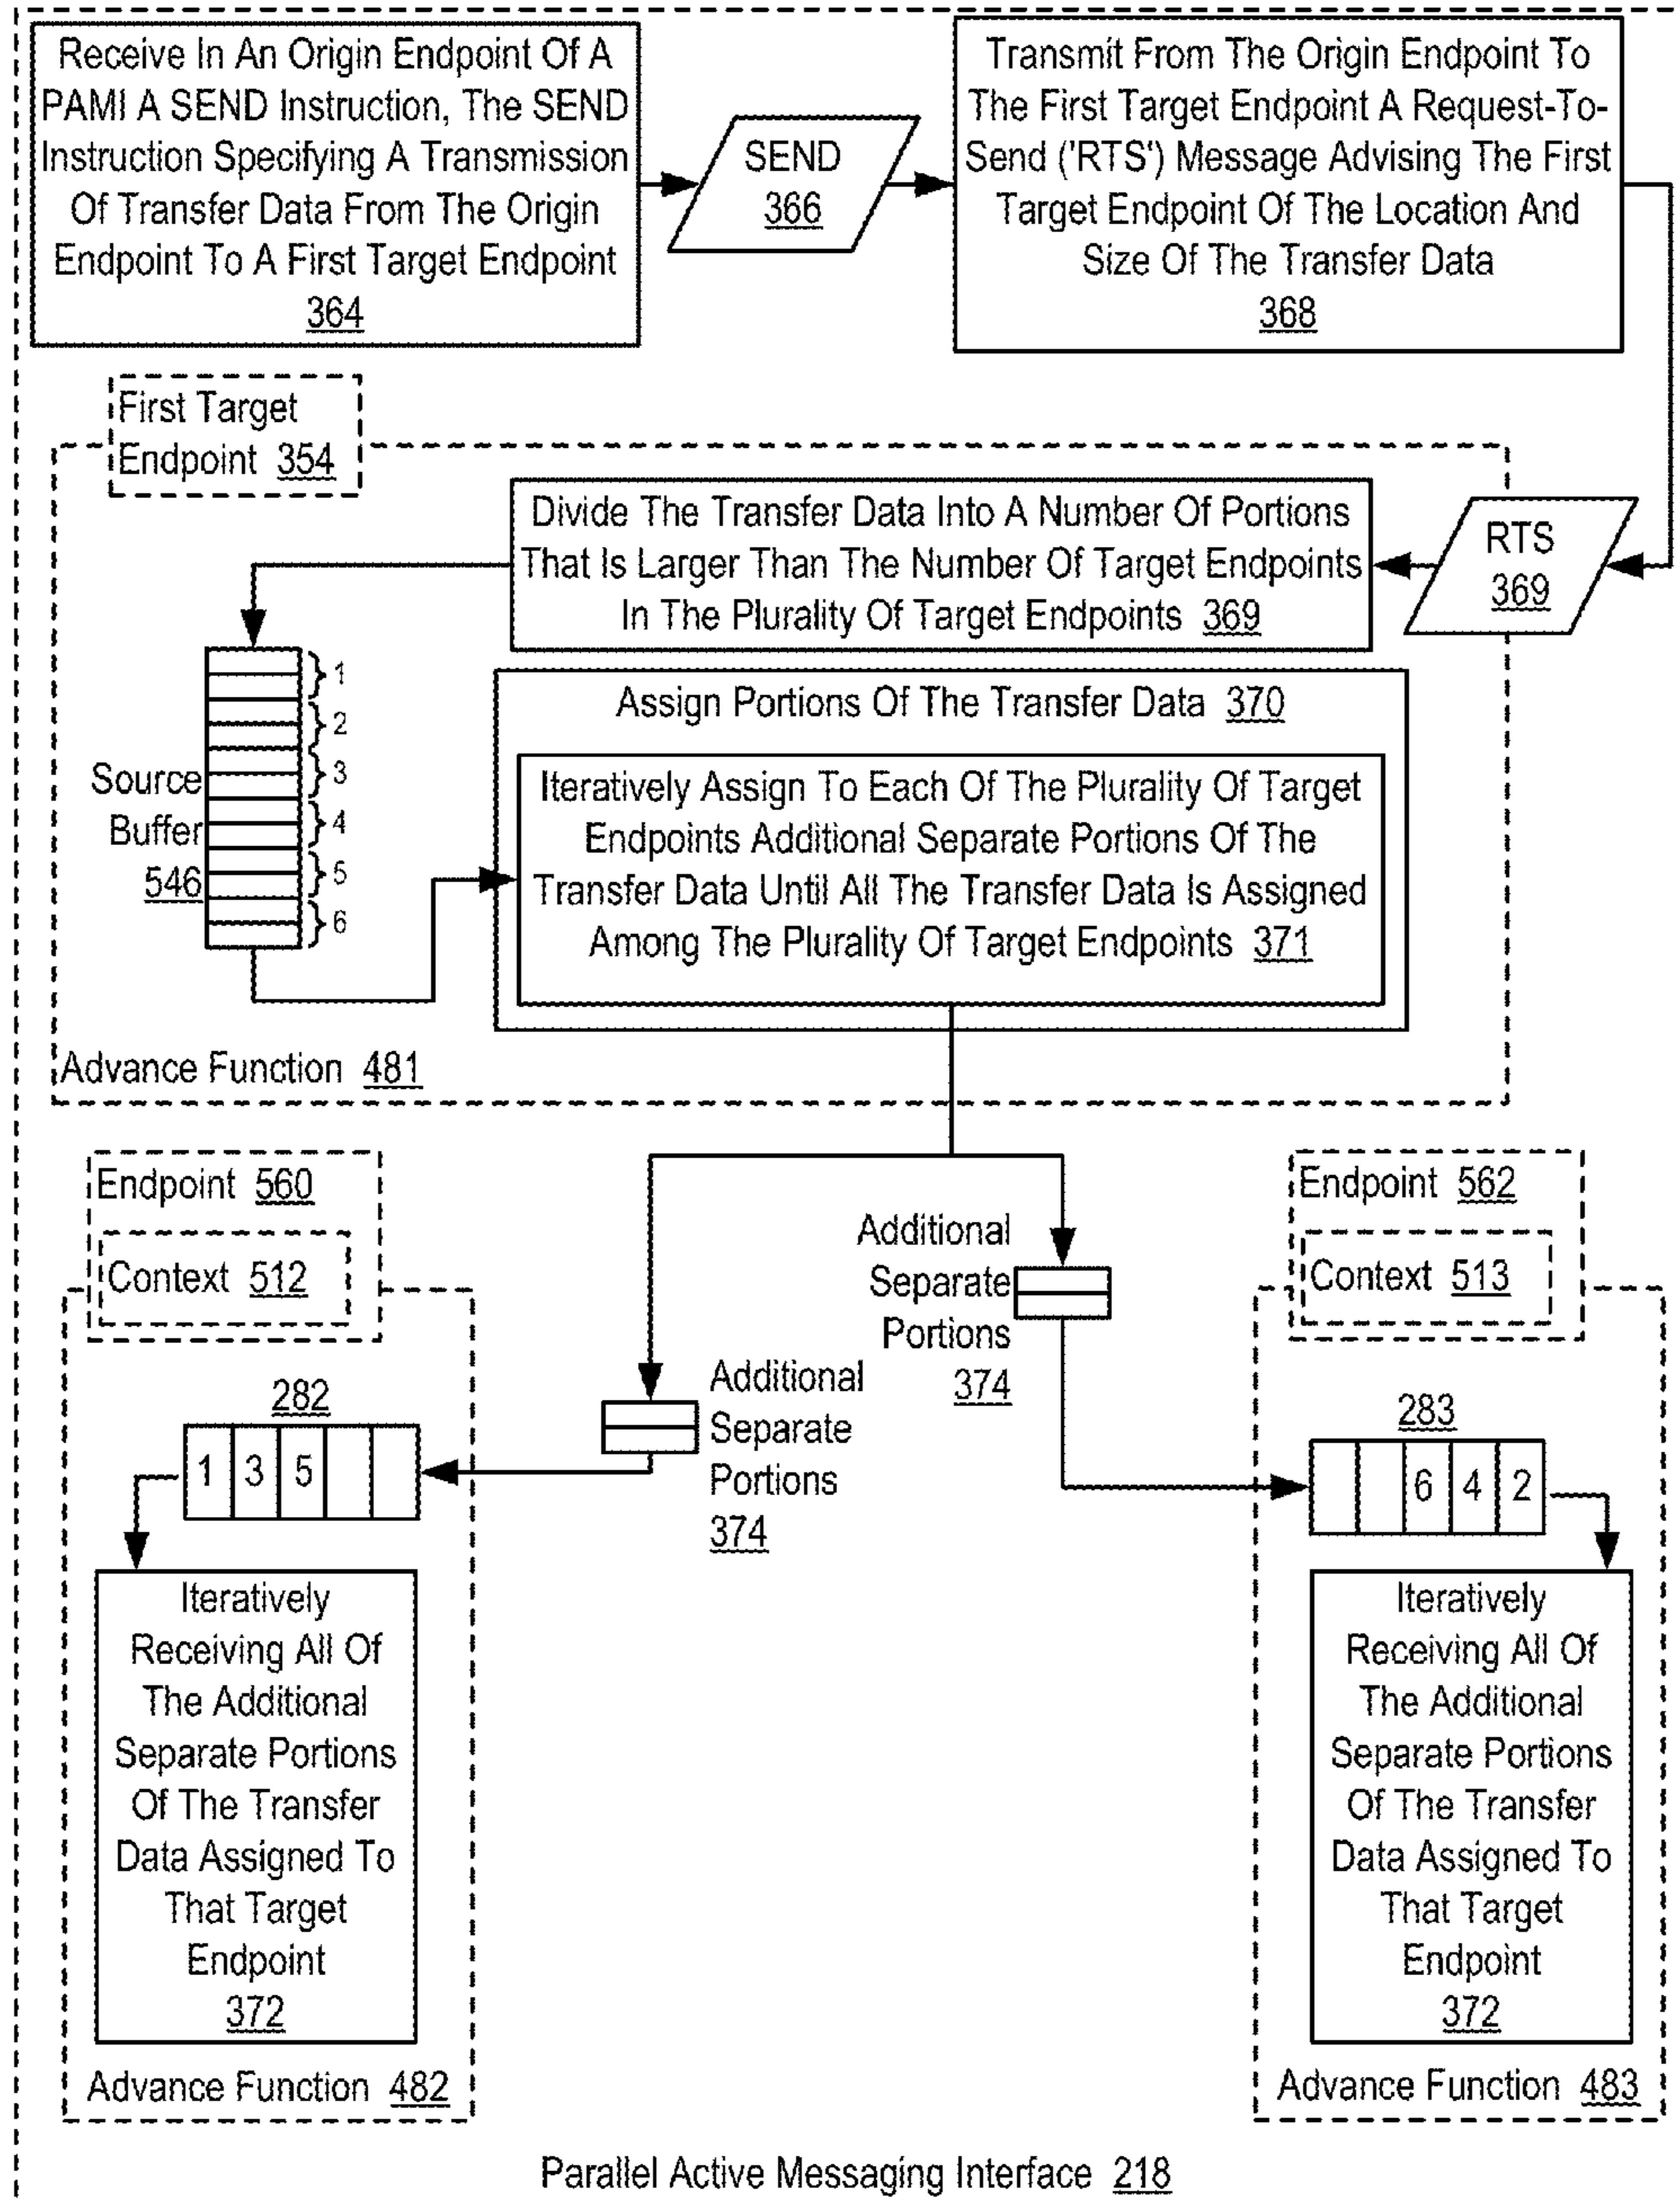 Receive In An Origin Endpoint Of A
PAMI A SEND Instruction, The SEND
Instruction Specifying A Transmission
Of Transfer Data From The Origin
Endpoint To A First Target Endpoint
364
SEND
366
Transmit From The Origin Endpoint To
The First Target Endpoint A Request-To-
Send ('RTS') Message Advising The First
Target Endpoint Of The Location And
Size Of The Transfer Data
368
First Target
Endpoint 354
Divide The Transfer Data Into A Number Of Portions
That Is Larger Than The Number Of Target Endpoints
In The Plurality Of Target Endpoints 369
RTS
369
1
2
3
4
5
6
Source
Buffer
546
Assign Portions Of The Transfer Data 370
Iteratively Assign To Each Of The Plurality Of Target
Endpoints Additional Separate Portions Of The
Transfer Data Until All The Transfer Data Is Assigned
Among The Plurality Of Target Endpoints 371
Advance Function 481
Endpoint 560
Context 512
Additional
Separate
Portions
374
Additional
Separate
Portions
374
Endpoint 562
Context 513
282
1 3 5
283
6 4 2
Iteratively
Receiving All Of
The Additional
Separate Portions
Of The Transfer
Data Assigned To
That Target
Endpoint
372
Advance Function 482
Iteratively
Receiving All Of
The Additional
Separate Portions
Of The Transfer
Data Assigned To
That Target
Endpoint
372
Advance Function 483
Parallel Active Messaging Interface 218